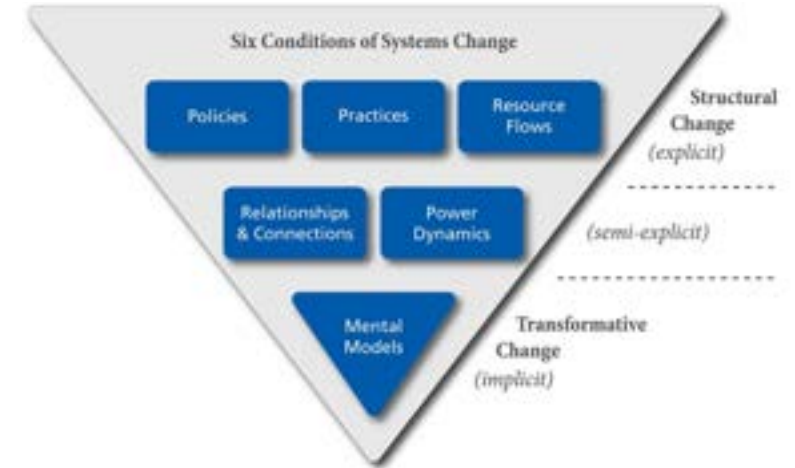 Six Conditions of Systems Change
Policies
Practices
Resource
Flows
Structural
Change
(explicit)
Relationships
& Connections
Power
Dynamics
(semi-explicit)
Mental
Models
Transformative
Change
(implicit)